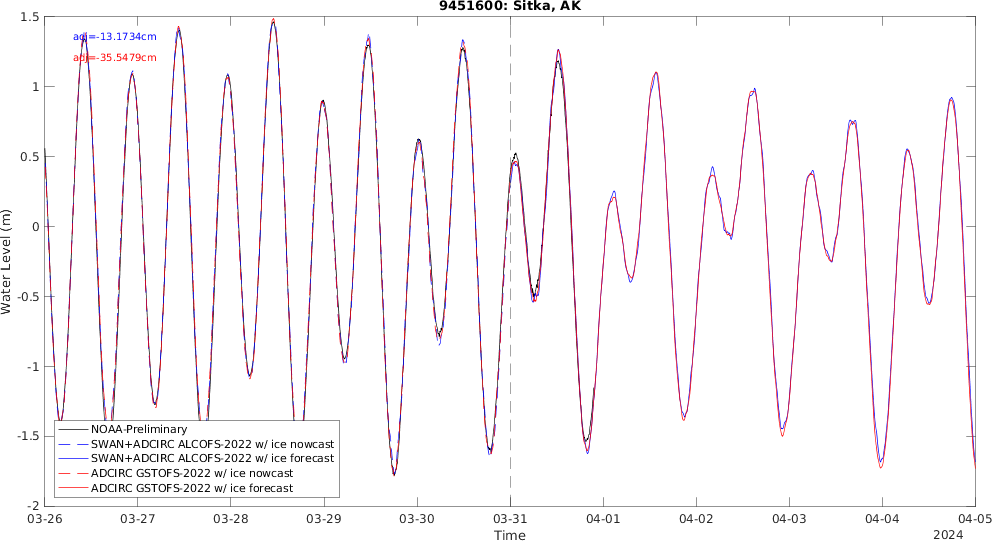 9451600: Sitka, AK
adj=-13.1734cm
adj=-35.5479cm
1.5
1
0.5
0
-0.5
-1
-1.5
-2
Water Level (m)
NOAA-Preliminary
SWAN+ADCIRC ALCOFS-2022 w/ ice nowcast
SWAN+ADCIRC ALCOFS-2022 w/ ice forecast
ADCIRC GSTOFS-2022 w/ ice nowcast
ADCIRC GSTOFS-2022 w/ ice forecast
03-26 03-27 03-28 03-29 03-30 03-31 04-01 04-02 04-03 04-04 04-05
Time
2024